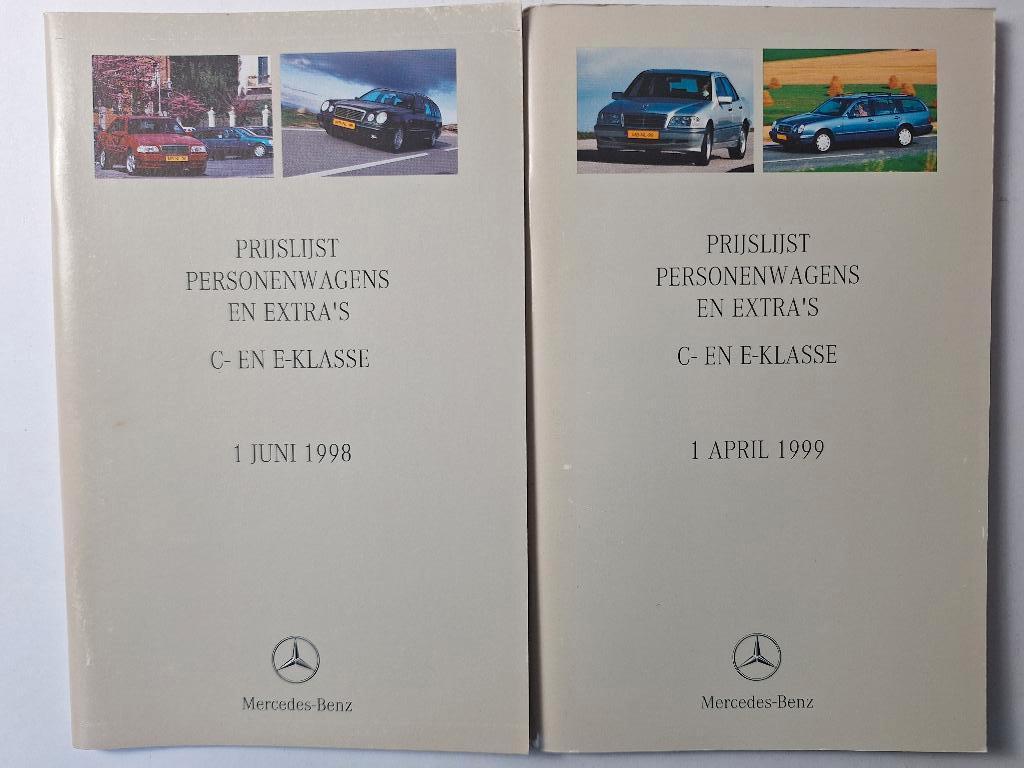 PRIJSLIJST
PERSONENWAGENS
EN EXTRA'S
C- EN E-KLASSE
1 JUNI 1998
Mercedes-Benz
PRIJSLIJST
PERSONENWAGENS
EN EXTRA'S
C- EN E-KLASSE
1 APRIL 1999
Mercedes-Benz